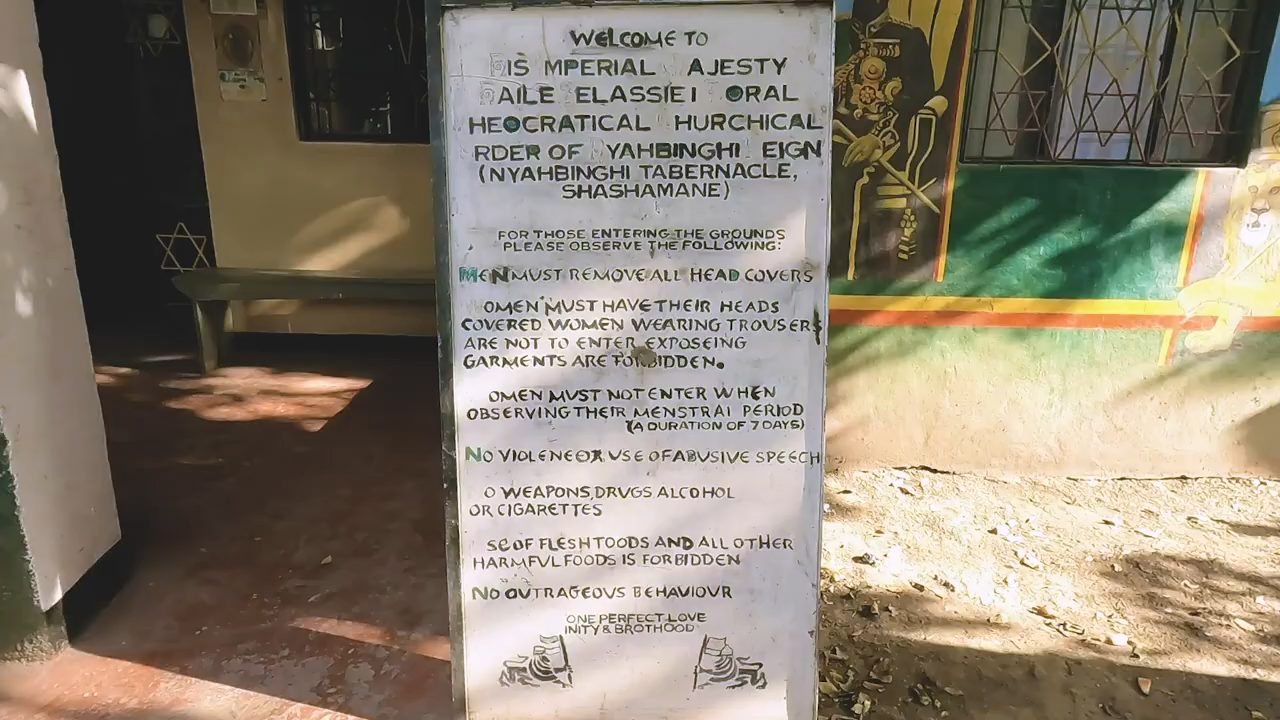 WELCOME TO
IS MPERIAL AJESTY
AILE ELASSIE I ORAL
HEOCRATICAL HURCHICAL
RDER OF YAHBINGHI EIGN
(NYAHBINGHI TABERNACLE,
SHASHAMANE)
FOR THOSE ENTERING THE GROUNDS
PLEASE OBSERVE THE FOLLOWING:
MEN MUST REMOVE ALL HEAD COVERS
OMEN MUST HAVE THEIR HEADS
COVERED WOMEN WEARING TROUSERS
ARE NOT TO ENTER EXPOSEING
GARMENTS ARE FORBIDDEN.
OMEN MUST NOT ENTER WHEN
OBSERVING THEIR MENSTRAI PERIOD
(A DURATION OF 7 DAYS)
NO VIOLENE OR USE OF ABUSIVE SPEECH
O WEAPONS, DRUGS ALCOHOL
OR CIGARETTES
SE OF FLESH FOODS AND ALL OTHER
HARMFUL FOODS IS FORBIDDEN
NO OUTRAGEOUS BEHAVIOUR
ONE PERFECT LOVE
INITY & BROTHOOD